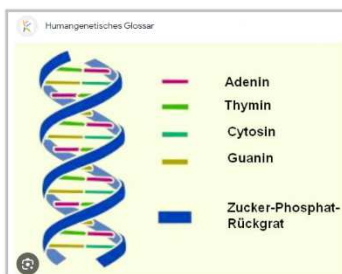 Humangenetisches Glossar
Adenin
Thymin
Cytosin
Guanin
Zucker-Phosphat-
Rückgrat